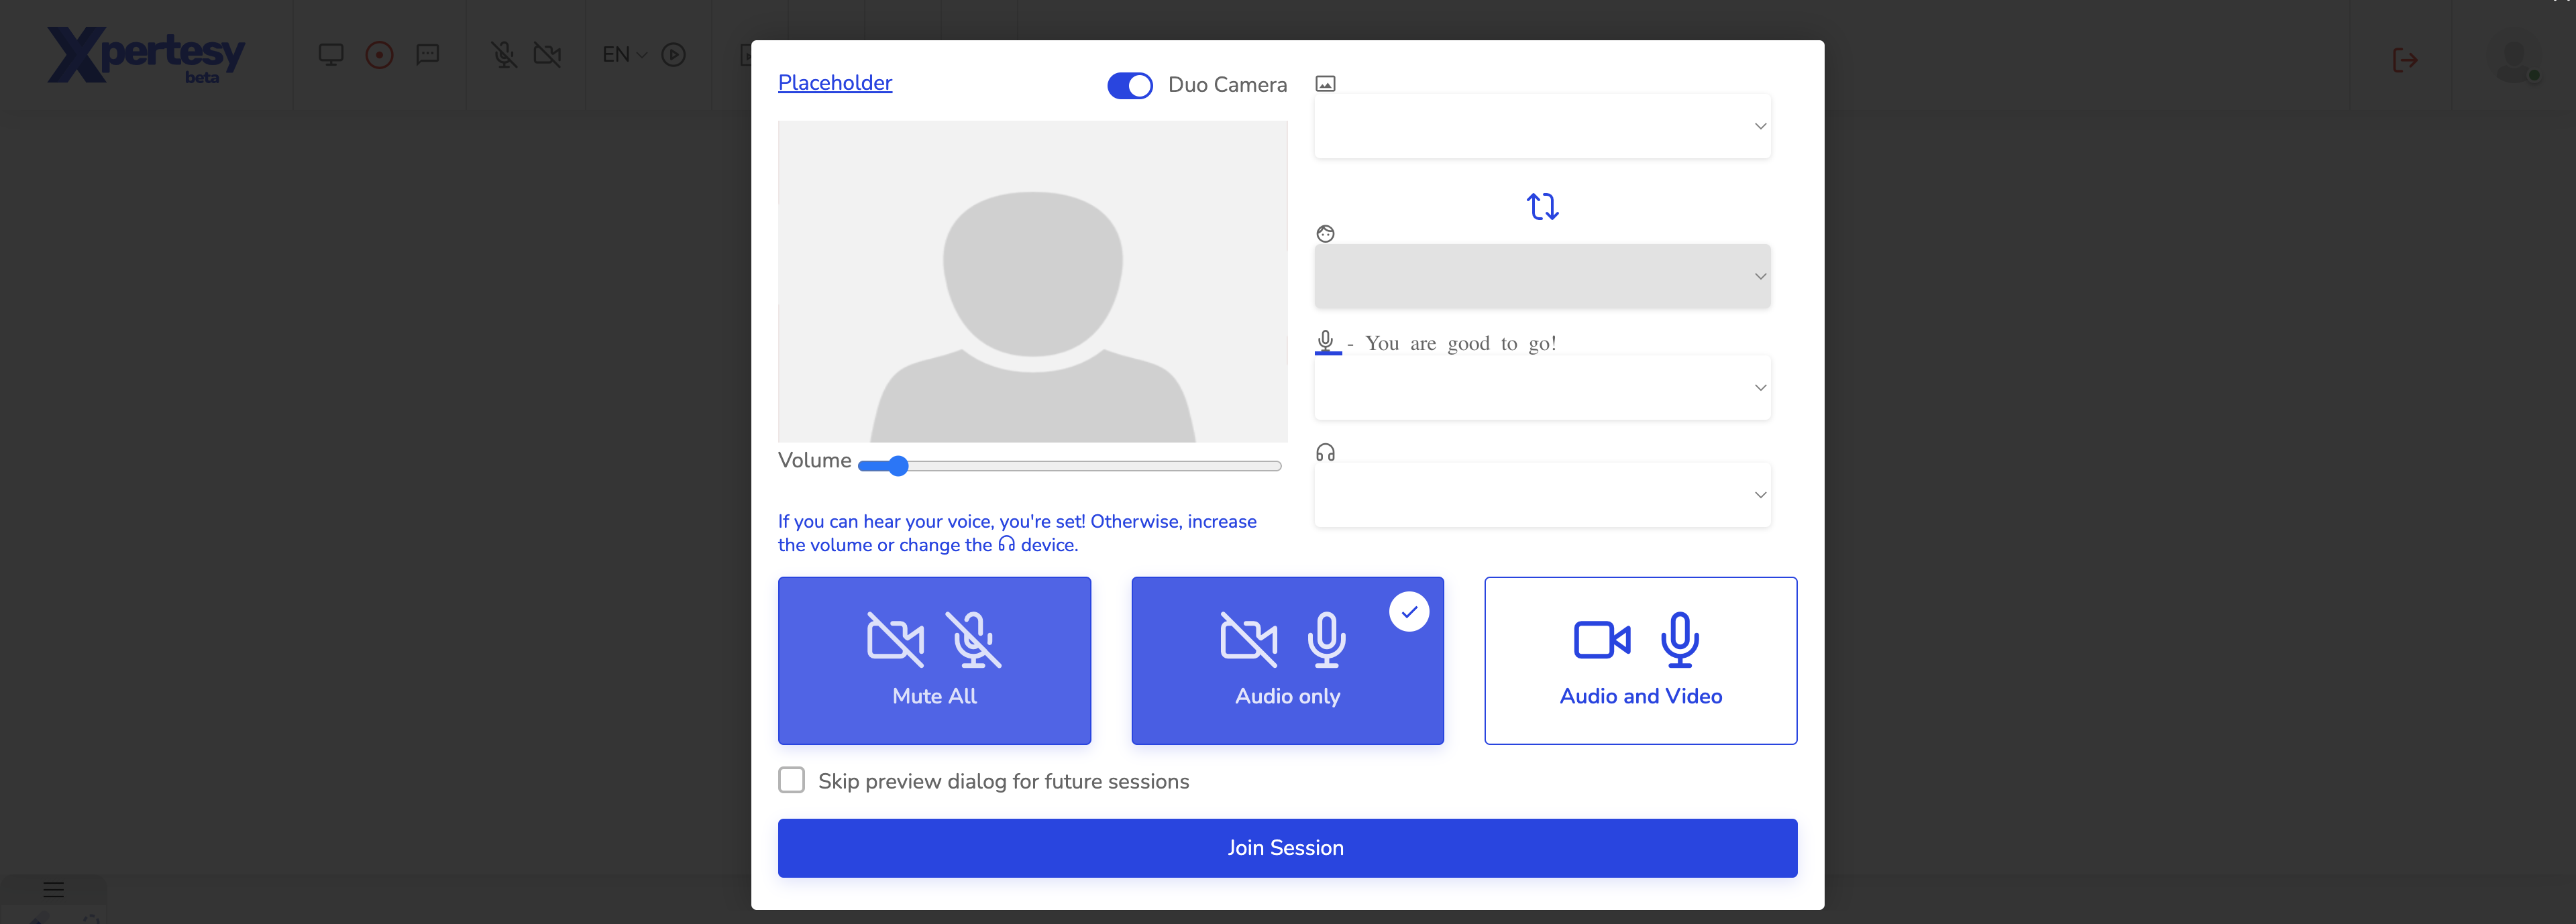 Xpertesy
beta
EN
Placeholder
Duo Camera
- You are good to go!
Volume
If you can hear your voice, you're set! Otherwise, increase
the volume or change the device.
Mute All
Audio only
Audio and Video
Skip preview dialog for future sessions
Join Session